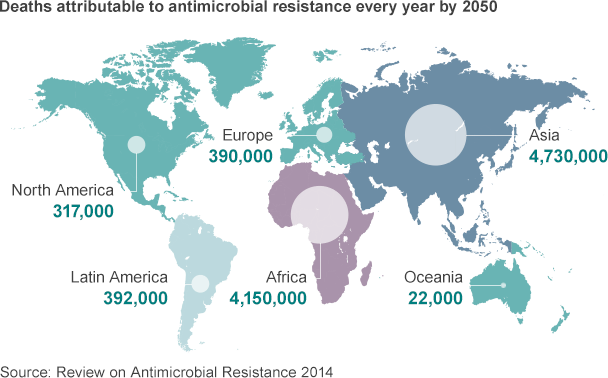 Deaths attributable to antimicrobial resistance every year by 2050
Europe
390,000
Asia
4,730,000
North America
317,000
Latin America
392,000
Africa
4,150,000
Oceania
22,000
Source: Review on Antimicrobial Resistance 2014